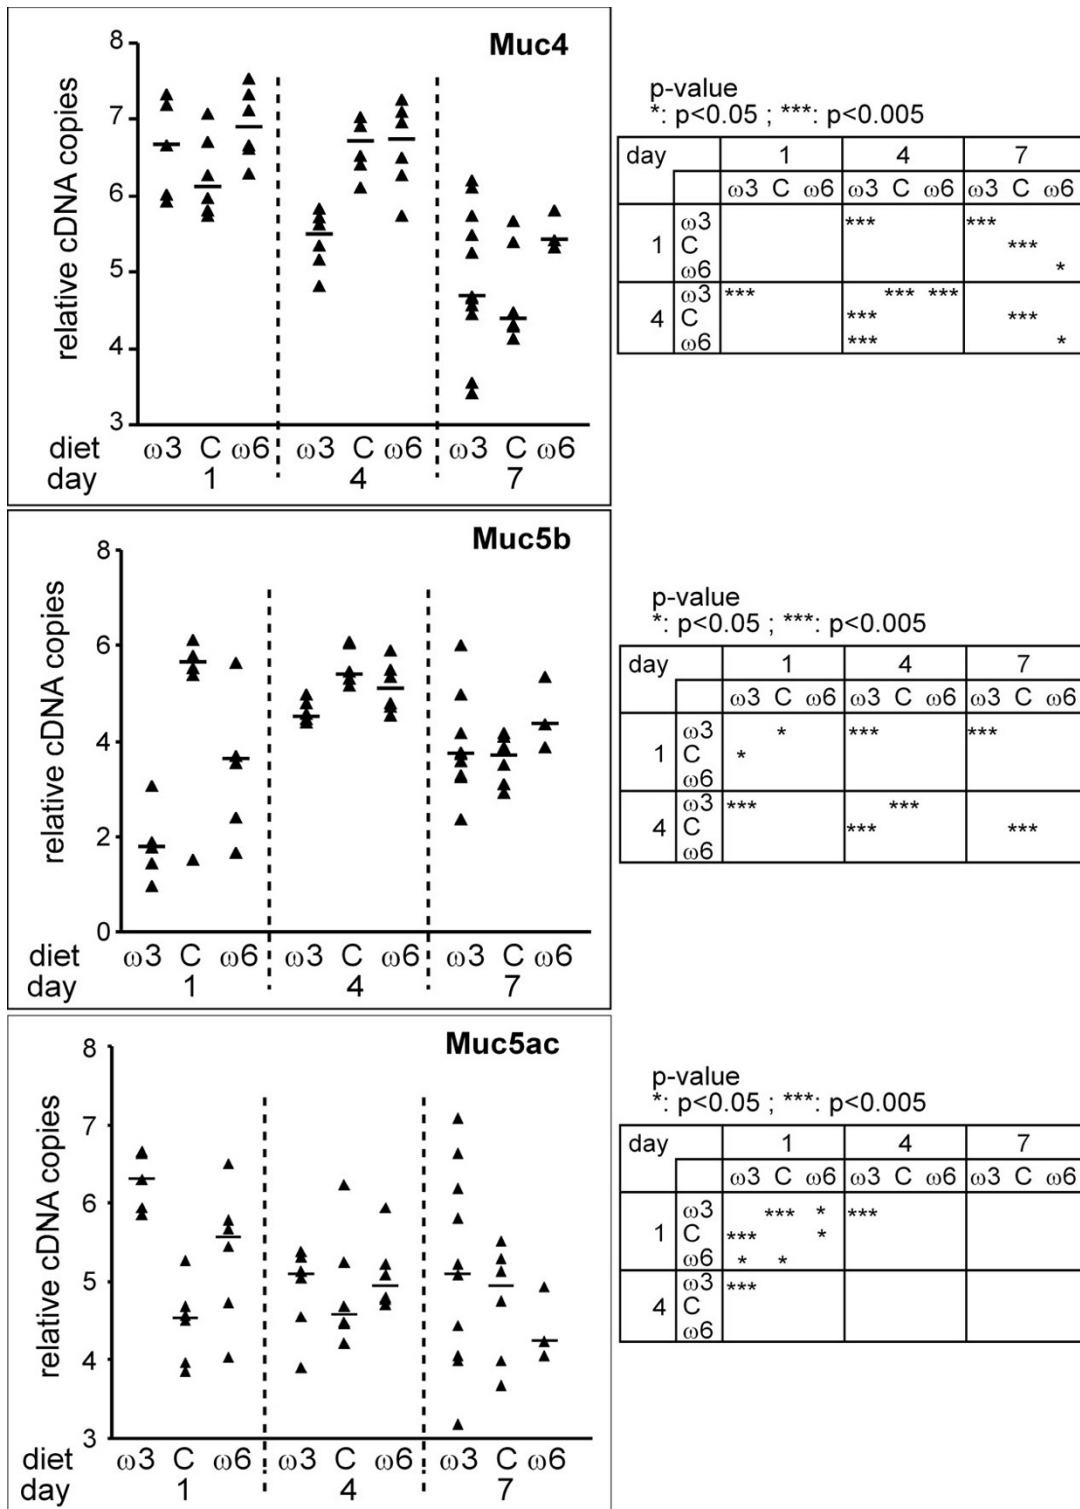 Muc4
8
7
6
5
4
3
relative cDNA copies
diet ω3 C ω6 ω3 C ω6 ω3 C ω6
day 1 4 7
p-value
*: p<0.05 ; ***: p<0.005
day 1 4 7
ω3 C ω6 ω3 C ω6 ω3 C ω6
ω3 *** ***
1 C ***
ω6 *
ω3 *** *** ***
4 C *** ***
ω6 *** *
Muc5b
8
6
4
2
0
relative cDNA copies
diet ω3 C ω6 ω3 C ω6 ω3 C ω6
day 1 4 7
p-value
*: p<0.05 ; ***: p<0.005
day 1 4 7
ω3 C ω6 ω3 C ω6 ω3 C ω6
ω3 * *** ***
1 C *
ω6
ω3 *** ***
4 C *** ***
ω6
Muc5ac
8
7
6
5
4
3
relative cDNA copies
diet ω3 C ω6 ω3 C ω6 ω3 C ω6
day 1 4 7
p-value
*: p<0.05 ; ***: p<0.005
day 1 4 7
ω3 C ω6 ω3 C ω6 ω3 C ω6
ω3 *** * ***
1 C *** *
ω6 * *
ω3 ***
4 C
ω6